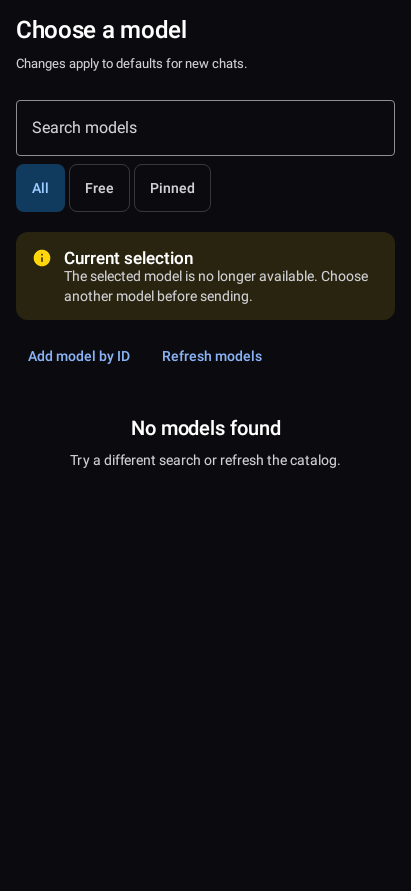 Choose a model
Changes apply to defaults for new chats.
Search models
All
Free
Pinned
Current selection
The selected model is no longer available. Choose
another model before sending.
Add model by ID
Refresh models
No models found
Try a different search or refresh the catalog.